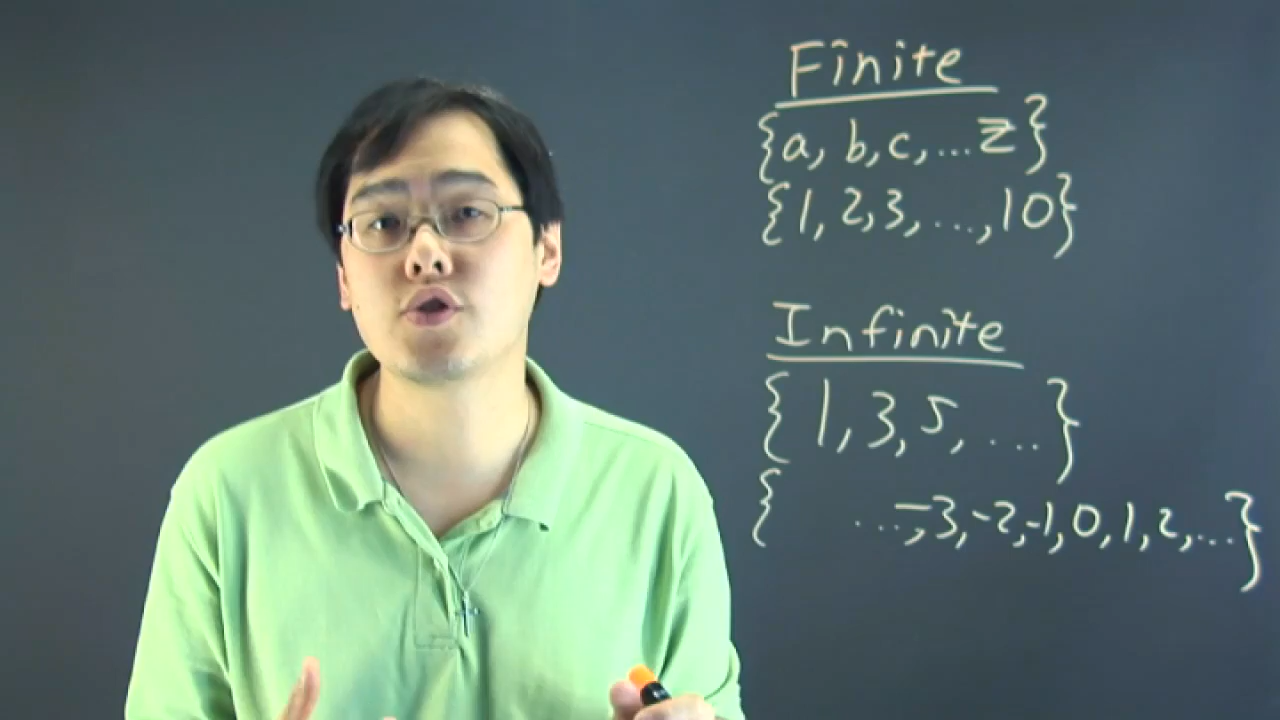 Finite
{a, b, c, ... z}
{1, 2, 3, ..., 10}
Infinite
{1, 3, 5, ....}
{ ...., -3, -2, -1, 0, 1, 2, ...}